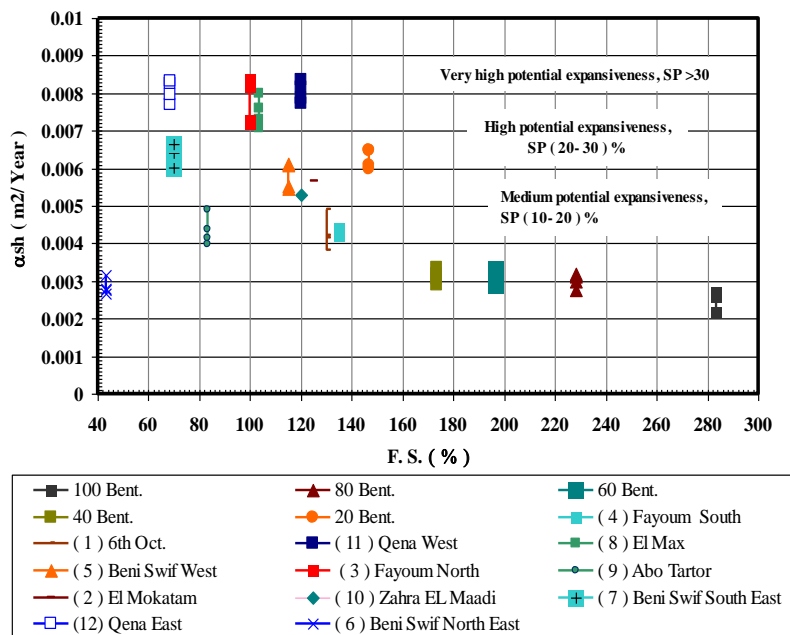 0.01
0.009
0.008
0.007
0.006
0.005
0.004
0.003
0.002
0.001
0
αsh ( m2/ Year)
Very high potential expansiveness, SP >30
High potential expansiveness,
SP ( 20- 30 ) %
Medium potential expansiveness,
SP ( 10- 20 ) %
40 60 80 100 120 140 160 180 200 220 240 260 280 300
F. S. ( % )
100 Bent. 80 Bent. 60 Bent.
40 Bent. 20 Bent. ( 4 ) Fayoum South
( 1 ) 6th Oct. (11 ) Qena West ( 8 ) El Max
( 5 ) Beni Swif West ( 3 ) Fayoum North ( 9 ) Abo Tartor
( 2 ) El Mokatam ( 10 ) Zahra EL Maadi ( 7 ) Beni Swif South East
(12) Qena East ( 6 ) Beni Swif North East